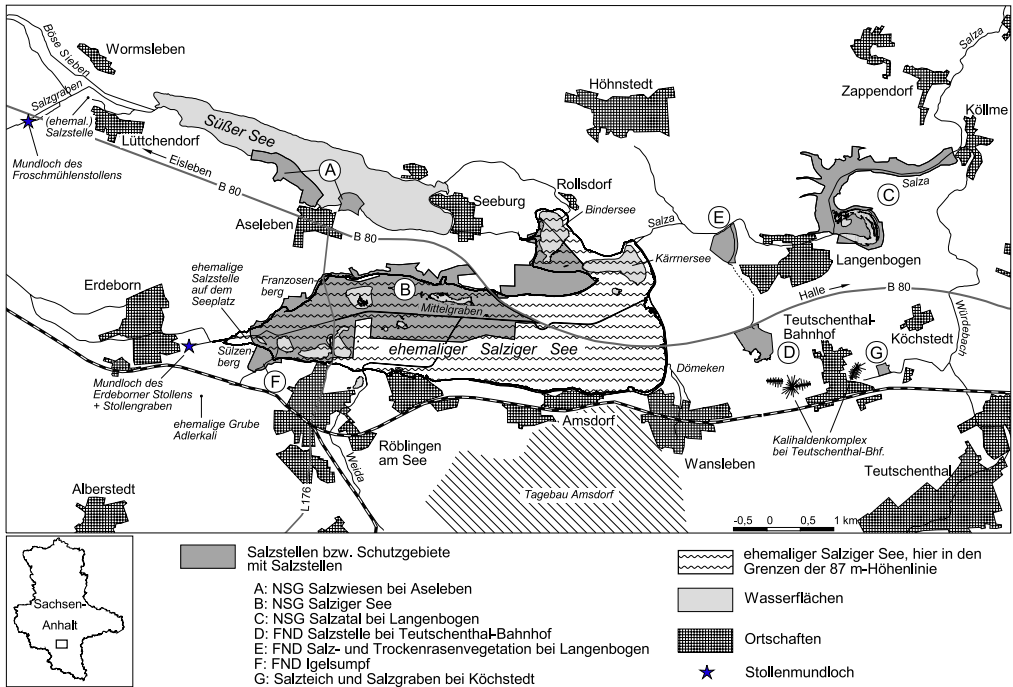 Wormsleben
Böse Sieben
Salzgraben
(ehemal.)
Salzstelle
Lüttchendorf
Mundloch des
Froschmühlenstollens
Eisleben
B 80
Süßer See
A
Aseleben
B 80
Seeburg
Rollsdorf
Bindersee
Höhnstedt
Zappendorf
Salza
Köllme
Salza
C
Salza
E
Kärnersee
Langenbogen
Halle
B 80
Würdebach
ehemalige
Salzstelle
auf dem
Seeplatz
Franzosen-
berg
B
Mittelgraben
ehemaliger Salziger See
Erdeborn
Sülzen-
berg
F
Mundloch des
Erdeborner Stollens
+ Stollengraben
ehemalige Grube
Adlerkali
Röblingen
am See
Weida
L176
Alberstedt
Amsdorf
Tagebau Amsdorf
Dömeken
Wansleben
D
Teutschenthal-
Bahnhof
G
Köchstedt
Kalihaldenkomplex
bei Teutschenthal-Bhf.
Teutschenthal
-0,5 0 0,5 1 km
Sachsen-
Anhalt
Salzstellen bzw. Schutzgebiete
mit Salzstellen
A: NSG Salzwiesen bei Aseleben
B: NSG Salziger See
C: NSG Salzatal bei Langenbogen
D: FND Salzstelle bei Teutschenthal-Bahnhof
E: FND Salz- und Trockenrasenvegetation bei Langenbogen
F: FND Igelsumpf
G: Salzteich und Salzgraben bei Köchstedt
ehemaliger Salziger See, hier in den
Grenzen der 87 m-Höhenlinie
Wasserflächen
Ortschaften
Stollenmundloch